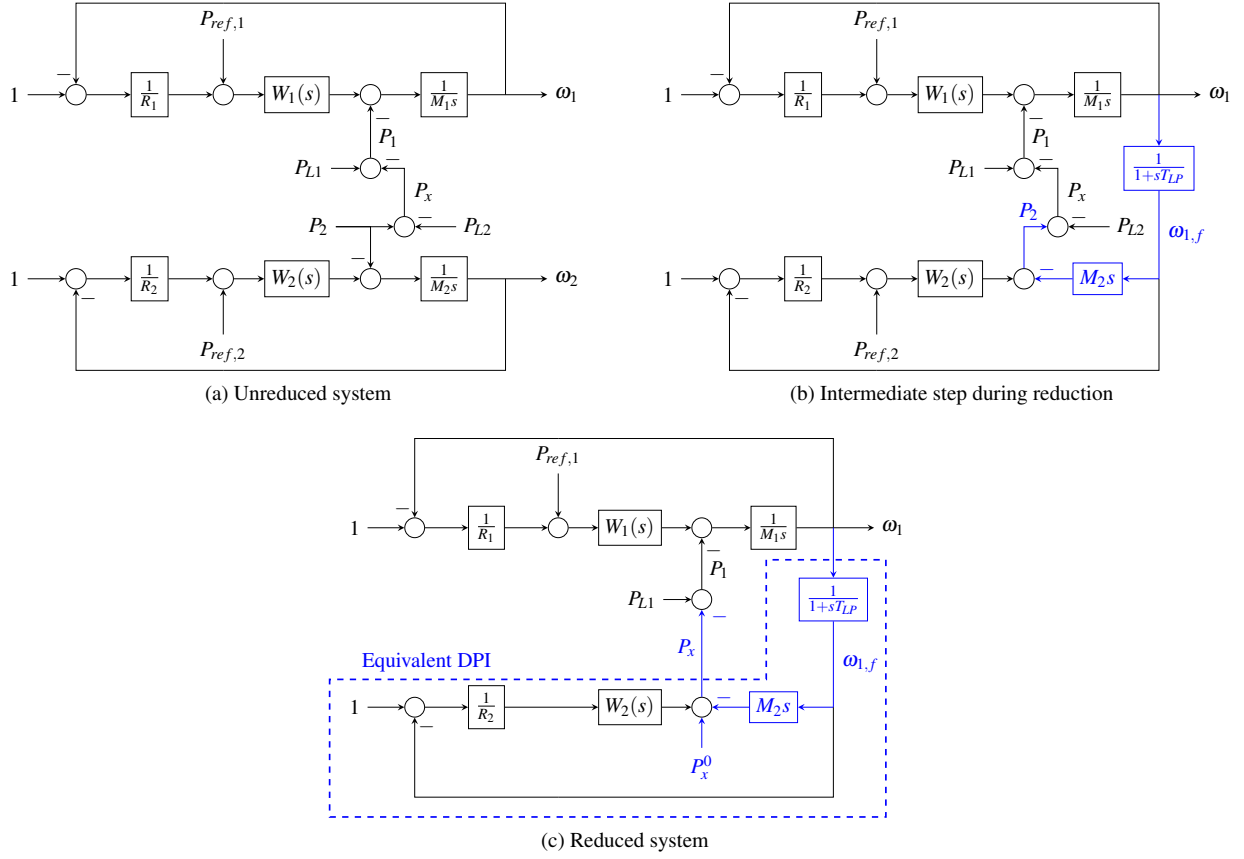 P_{ref,1}
1 − 1/R_1 W_1(s) 1/(M_1 s) ω_1
−
P_1
P_{L1} −
P_x
P_2 − P_{L2}
−
1 1/R_2 W_2(s) 1/(M_2 s) ω_2
−
P_{ref,2}
(a) Unreduced system
P_{ref,1}
1 − 1/R_1 W_1(s) 1/(M_1 s) ω_1
−
P_1
P_{L1} − 1/(1+sT_{LP})
P_x
P_2 − P_{L2} ω_{1,f}
1 1/R_2 W_2(s) − M_2 s
−
P_{ref,2}
(b) Intermediate step during reduction
P_{ref,1}
1 − 1/R_1 W_1(s) 1/(M_1 s) ω_1
−
P_1
P_{L1} 1/(1+sT_{LP})
−
P_x ω_{1,f}
Equivalent DPI
1 1/R_2 W_2(s) − M_2 s
−
P_x^0
(c) Reduced system